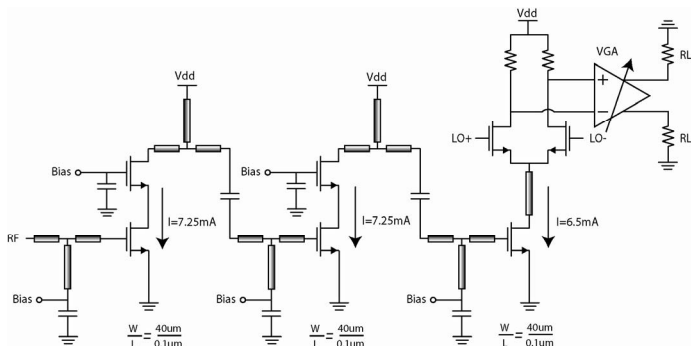 Vdd
VGA
RL
+
−
RL
LO+
LO-
Vdd
Vdd
Bias
Bias
I=7.25mA
I=7.25mA
I=6.5mA
RF
Bias
Bias
Bias
W/L = 40um/0.1um
W/L = 40um/0.1um
W/L = 40um/0.1um